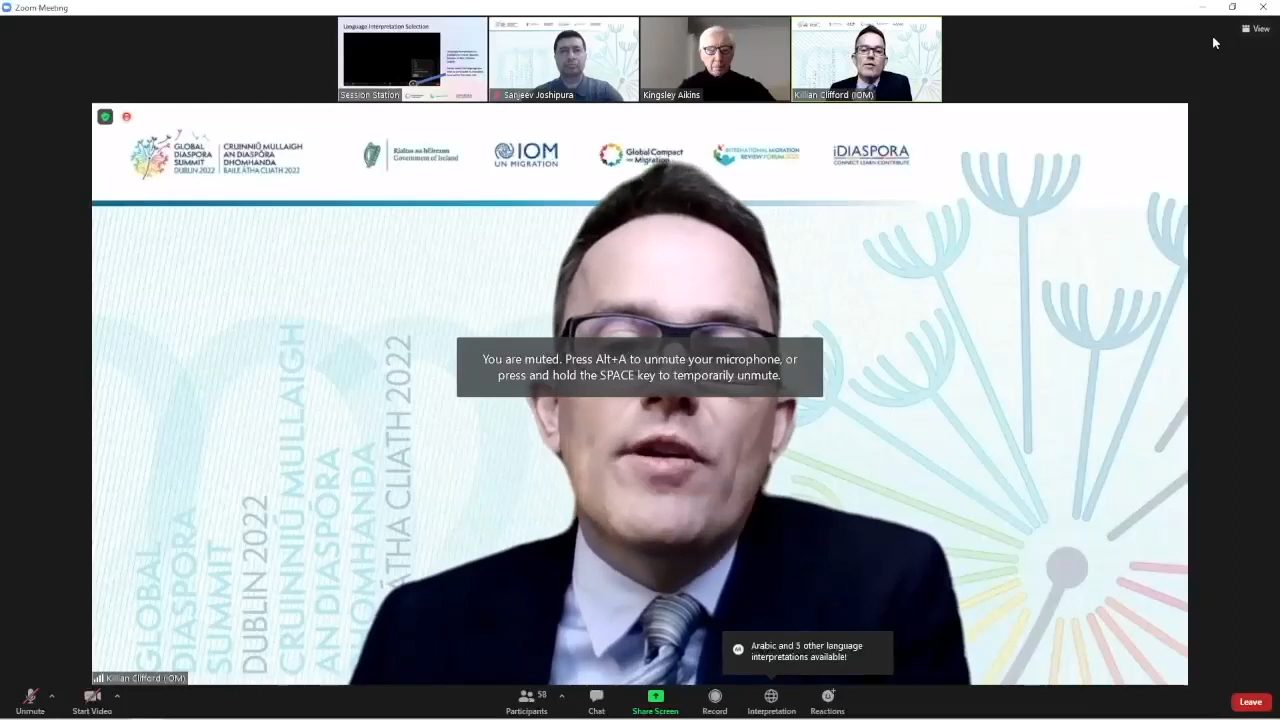 Zoom Meeting
View
Language Interpretation Selection
Session Station
Sanjeev Joshipura
Kingsley Aikins
Killian Clifford (IOM)
GLOBAL
DIASPORA
SUMMIT
DUBLIN 2022
CRUINNIÚ MULLAIGH
AN DIASPÓRA
DHOMHANDA
BAILE ÁTHA CLIATH 2022
Rialtas na hÉireann
Government of Ireland
IOM
UN MIGRATION
Global Compact
Migration
INTERNATIONAL MIGRATION
REVIEW FORUM 2022
iDIASPORA
CONNECT·LEARN·CONTRIBUTE
GLOBAL
DIASPORA
SUMMIT
DUBLIN 2022
CRUINNIÚ MULLAIGH
AN DIASPÓRA
DOMHANDA
ÁTHA CLIATH 2022
You are muted. Press Alt+A to unmute your microphone, or
press and hold the SPACE key to temporarily unmute.
AR
Arabic and 3 other language
interpretations available!
Killian Clifford (IOM)
Unmute
Start Video
58
Participants
Chat
Share Screen
Record
Interpretation
Reactions
Leave